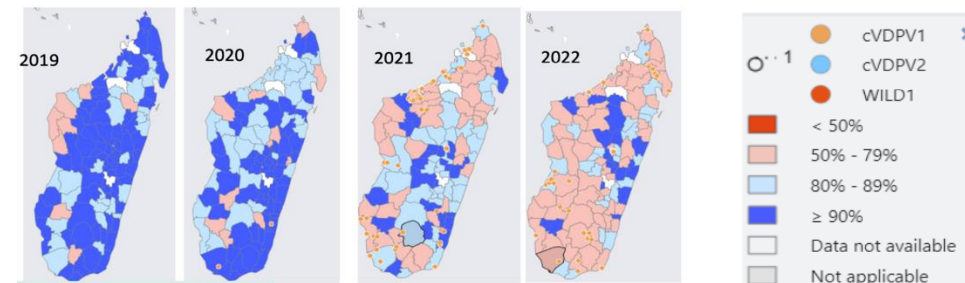 2019
2020
2021
2022
cVDPV1
1
cVDPV2
WILD1
< 50%
50% - 79%
80% - 89%
≥ 90%
Data not available
Not applicable